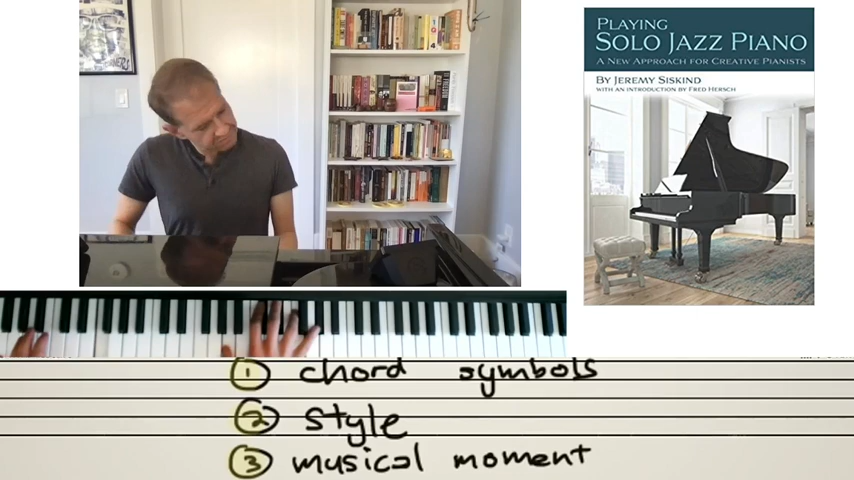 PLAYING
SOLO JAZZ PIANO
A NEW APPROACH FOR CREATIVE PIANISTS
BY JEREMY SISKIND
WITH AN INTRODUCTION BY FRED HERSCH
① chord symbols
② style
③ musical moment